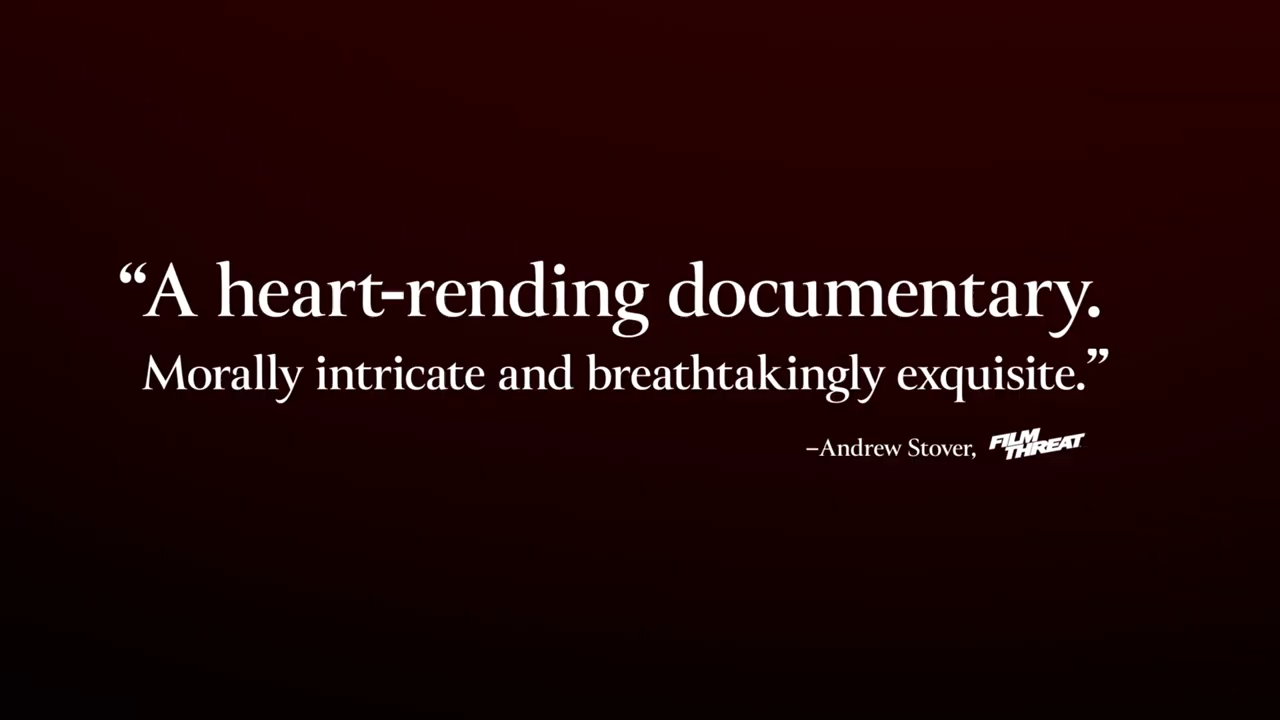 “A heart-rending documentary.
Morally intricate and breathtakingly exquisite.”
–Andrew Stover, FILM THREAT